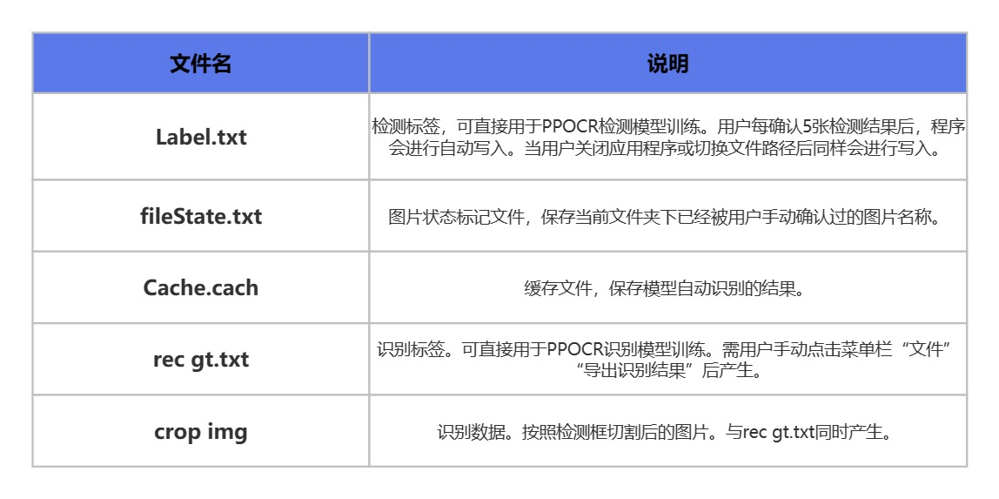 文件名
说明
Label.txt
检测标签，可直接用于PPOCR检测模型训练。用户每确认5张检测结果后，程序
会进行自动写入。当用户关闭应用程序或切换文件路径后同样会进行写入。
fileState.txt
图片状态标记文件，保存当前文件夹下已经被用户手动确认过的图片名称。
Cache.cach
缓存文件，保存模型自动识别的结果。
rec gt.txt
识别标签。可直接用于PPOCR识别模型训练。需用户手动点击菜单栏“文件”
“导出识别结果”后产生。
crop img
识别数据。按照检测框切割后的图片。与rec gt.txt同时产生。